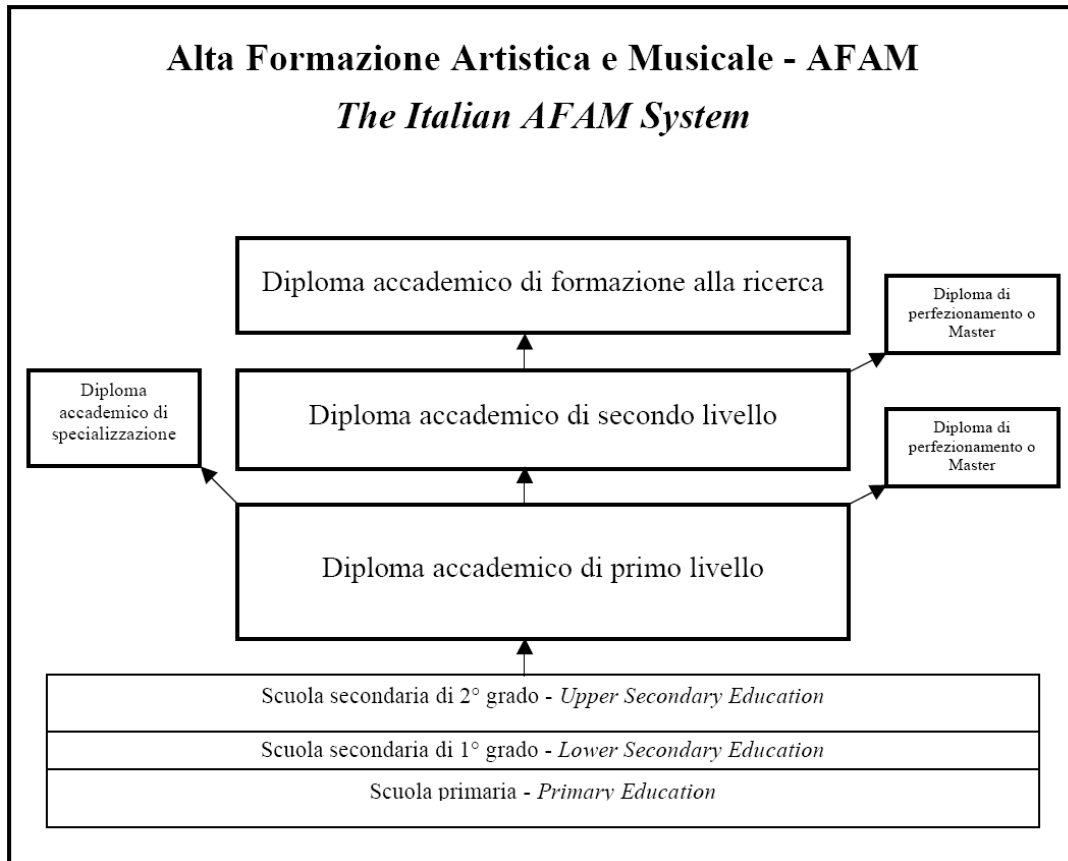 Alta Formazione Artistica e Musicale - AFAM
The Italian AFAM System
Diploma accademico di formazione alla ricerca
Diploma di
perfezionamento o
Master
Diploma
accademico di
specializzazione
Diploma accademico di secondo livello
Diploma di
perfezionamento o
Master
Diploma accademico di primo livello
Scuola secondaria di 2° grado - Upper Secondary Education
Scuola secondaria di 1° grado - Lower Secondary Education
Scuola primaria - Primary Education